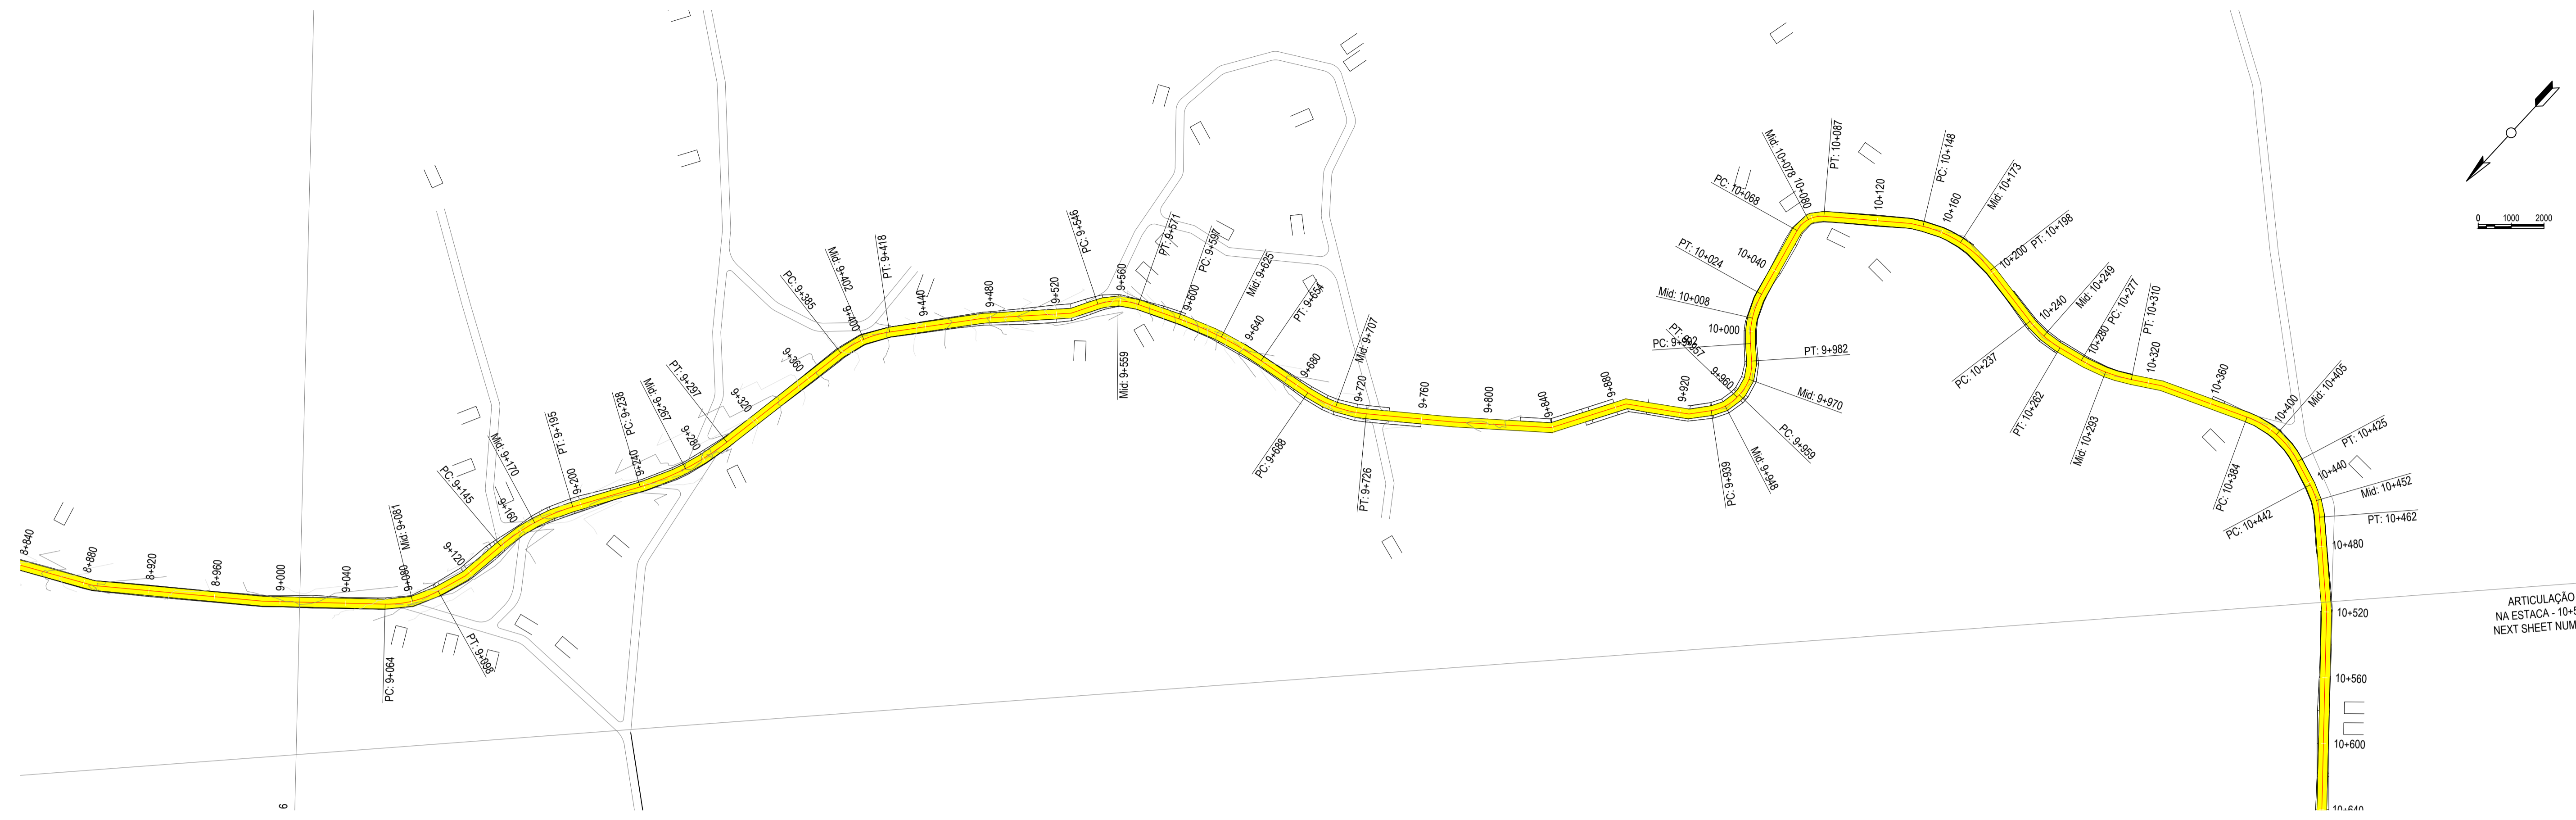 8+840
8+880
8+920
8+960
9+000
9+040
9+080
PC: 9+064
Mid: 9+081
PT: 9+098
9+120
PC: 9+145
9+160
Mid: 9+170
PT: 9+195
9+200
PC: 9+238
9+240
Mid: 9+267
9+280
PT: 9+297
9+320
9+360
PC: 9+385
9+400
Mid: 9+402
PT: 9+418
9+440
9+480
9+520
PC: 9+546
Mid: 9+559
9+560
PT: 9+571
PC: 9+597
9+600
Mid: 9+625
9+640
PT: 9+654
9+680
PC: 9+688
Mid: 9+707
9+720
PT: 9+726
9+760
9+800
9+840
9+880
9+920
PC: 9+939
Mid: 9+948
PT: 9+957
PC: 9+959
9+960
Mid: 9+970
PT: 9+982
PC: 9+992
10+000
Mid: 10+008
PT: 10+024
10+040
PC: 10+068
Mid: 10+078
10+080
PT: 10+087
10+120
PC: 10+148
10+160
Mid: 10+173
PT: 10+198
10+200
PC: 10+237
10+240
Mid: 10+249
PT: 10+262
PC: 10+277
10+280
Mid: 10+293
PT: 10+310
10+320
10+360
PC: 10+384
10+400
Mid: 10+405
PT: 10+425
10+440
PC: 10+442
Mid: 10+452
PT: 10+462
10+480
10+520
10+560
10+600
10+640
0 1000 2000
ARTICULAÇÃO
NA ESTACA - 10+5
NEXT SHEET NUM
6